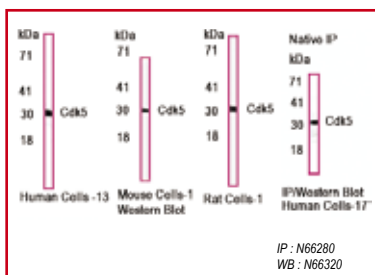 kDa
71
41
30
18
Cdk5
Human Cells -13
kDa
71
41
30
18
Cdk5
Mouse Cells-1
Western Blot
kDa
71
41
30
18
Cdk5
Rat Cells-1
Native IP
kDa
71
41
30
18
Cdk5
IP/Western Blot
Human Cells-17
IP : N66280
WB : N66320